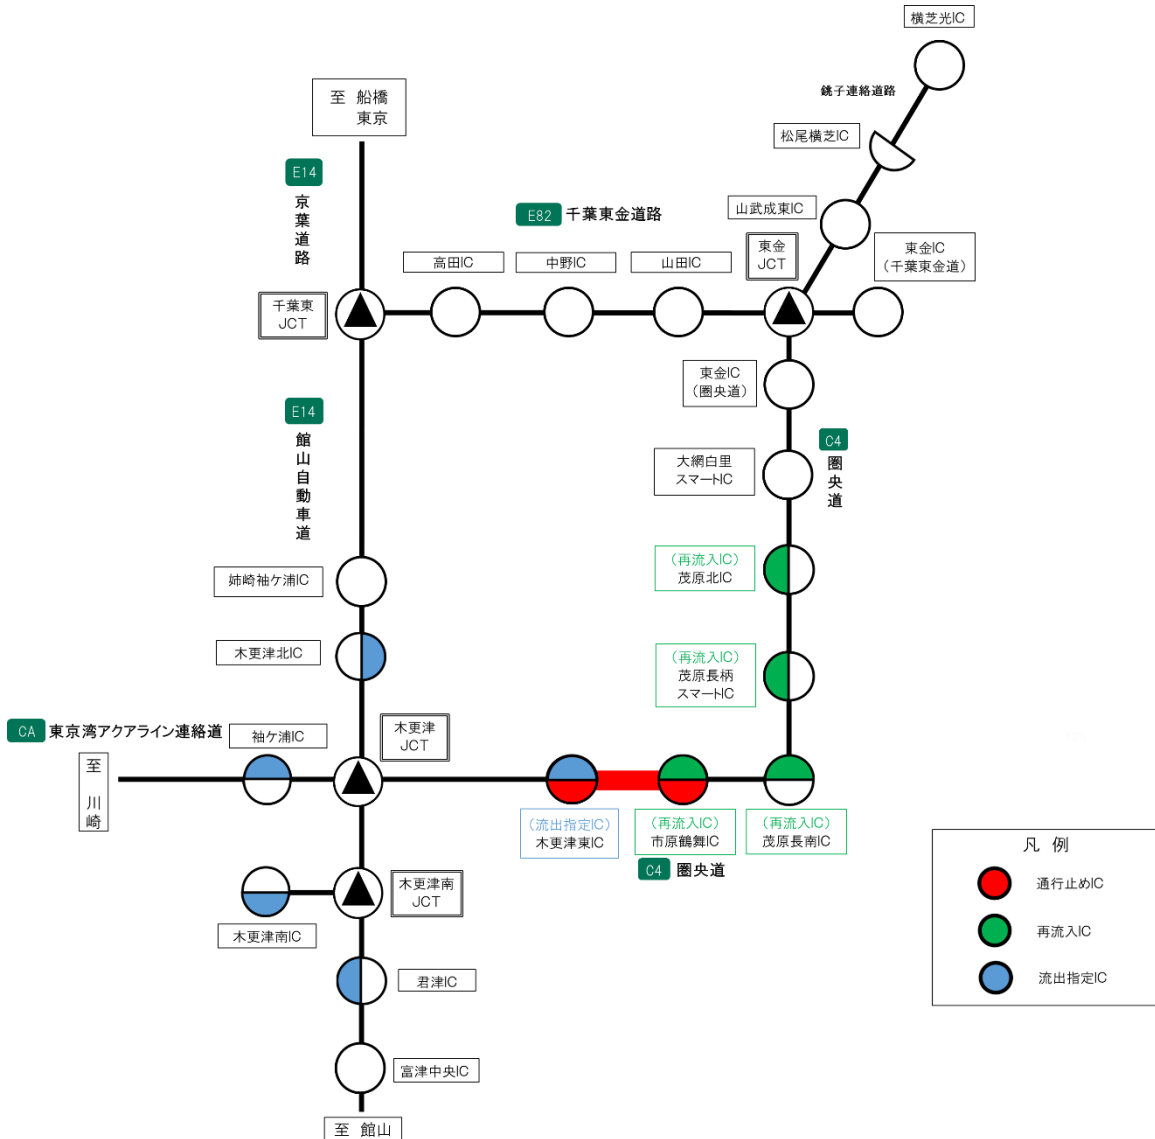 横芝光IC
銚子連絡道路
至 船橋
東京
松尾横芝IC
E14
京葉道路
E82 千葉東金道路
山武成東IC
東金
JCT
東金IC
(千葉東金道)
高田IC
中野IC
山田IC
千葉東
JCT
東金IC
(圏央道)
E14
館山自動車道
C4
圏央道
大網白里
スマートIC
(再流入IC)
茂原北IC
姉崎袖ケ浦IC
木更津北IC
(再流入IC)
茂原長柄
スマートIC
CA 東京湾アクアライン連絡道
袖ケ浦IC
木更津
JCT
至 川崎
(流出指定IC)
木更津東IC
(再流入IC)
市原鶴舞IC
(再流入IC)
茂原長南IC
C4 圏央道
木更津南
JCT
木更津南IC
君津IC
富津中央IC
至 館山
凡 例
通行止めIC
再流入IC
流出指定IC